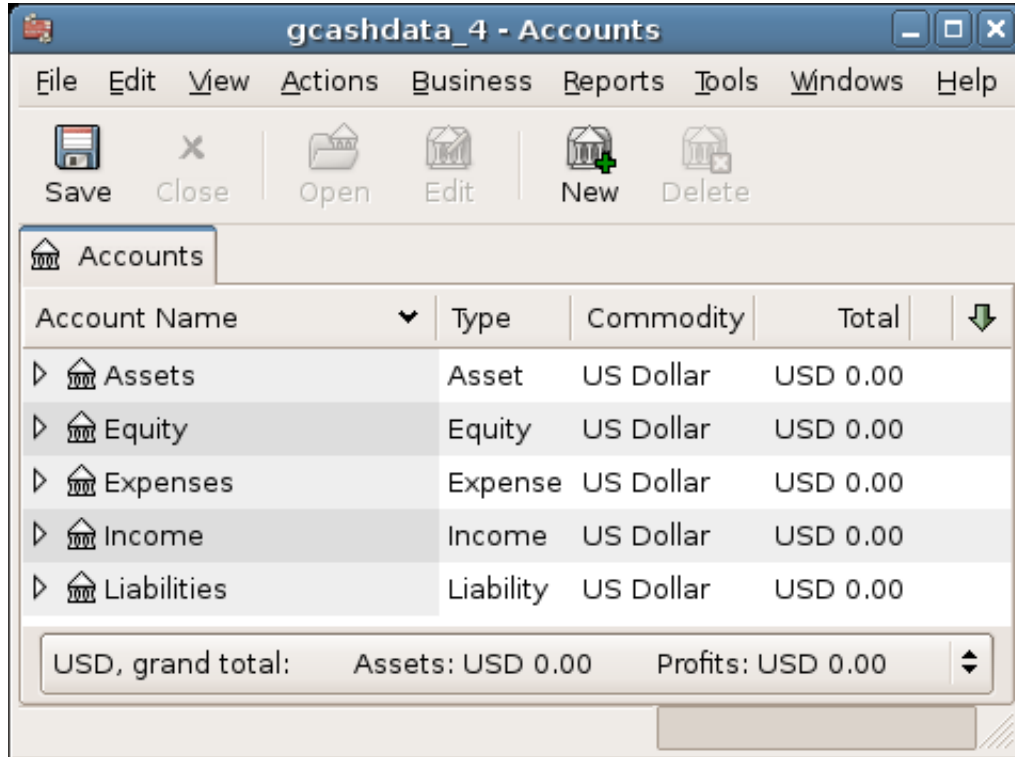 gcashdata_4 - Accounts
File Edit View Actions Business Reports Tools Windows Help
Save Close Open Edit New Delete
Accounts
Account Name Type Commodity Total
Assets Asset US Dollar USD 0.00
Equity Equity US Dollar USD 0.00
Expenses Expense US Dollar USD 0.00
Income Income US Dollar USD 0.00
Liabilities Liability US Dollar USD 0.00
USD, grand total: Assets: USD 0.00 Profits: USD 0.00